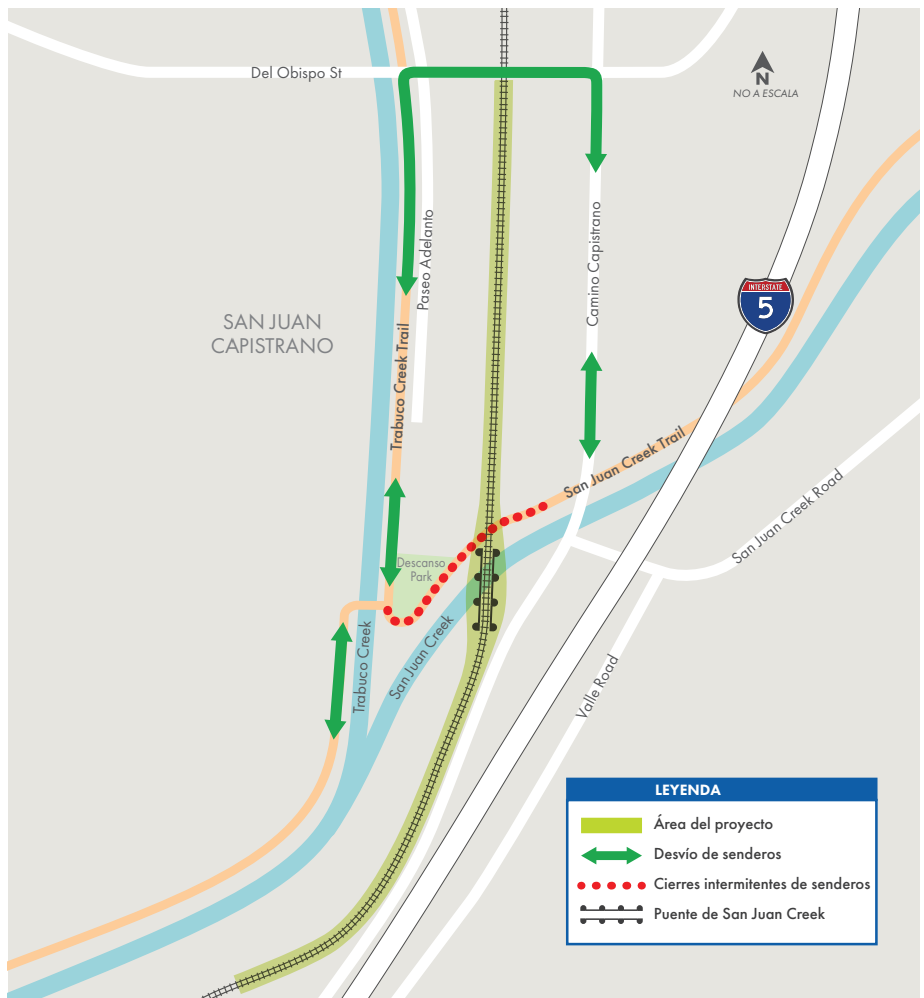 Del Obispo St
N
NO A ESCALA
Paseo Adelanto
Camino Capistrano
INTERSTATE
5
SAN JUAN
CAPISTRANO
Trabuco Creek Trail
San Juan Creek Trail
San Juan Creek Road
Descanso
Park
San Juan Creek
Trabuco Creek
Valle Road
LEYENDA
Área del proyecto
Desvío de senderos
Cierres intermitentes de senderos
Puente de San Juan Creek